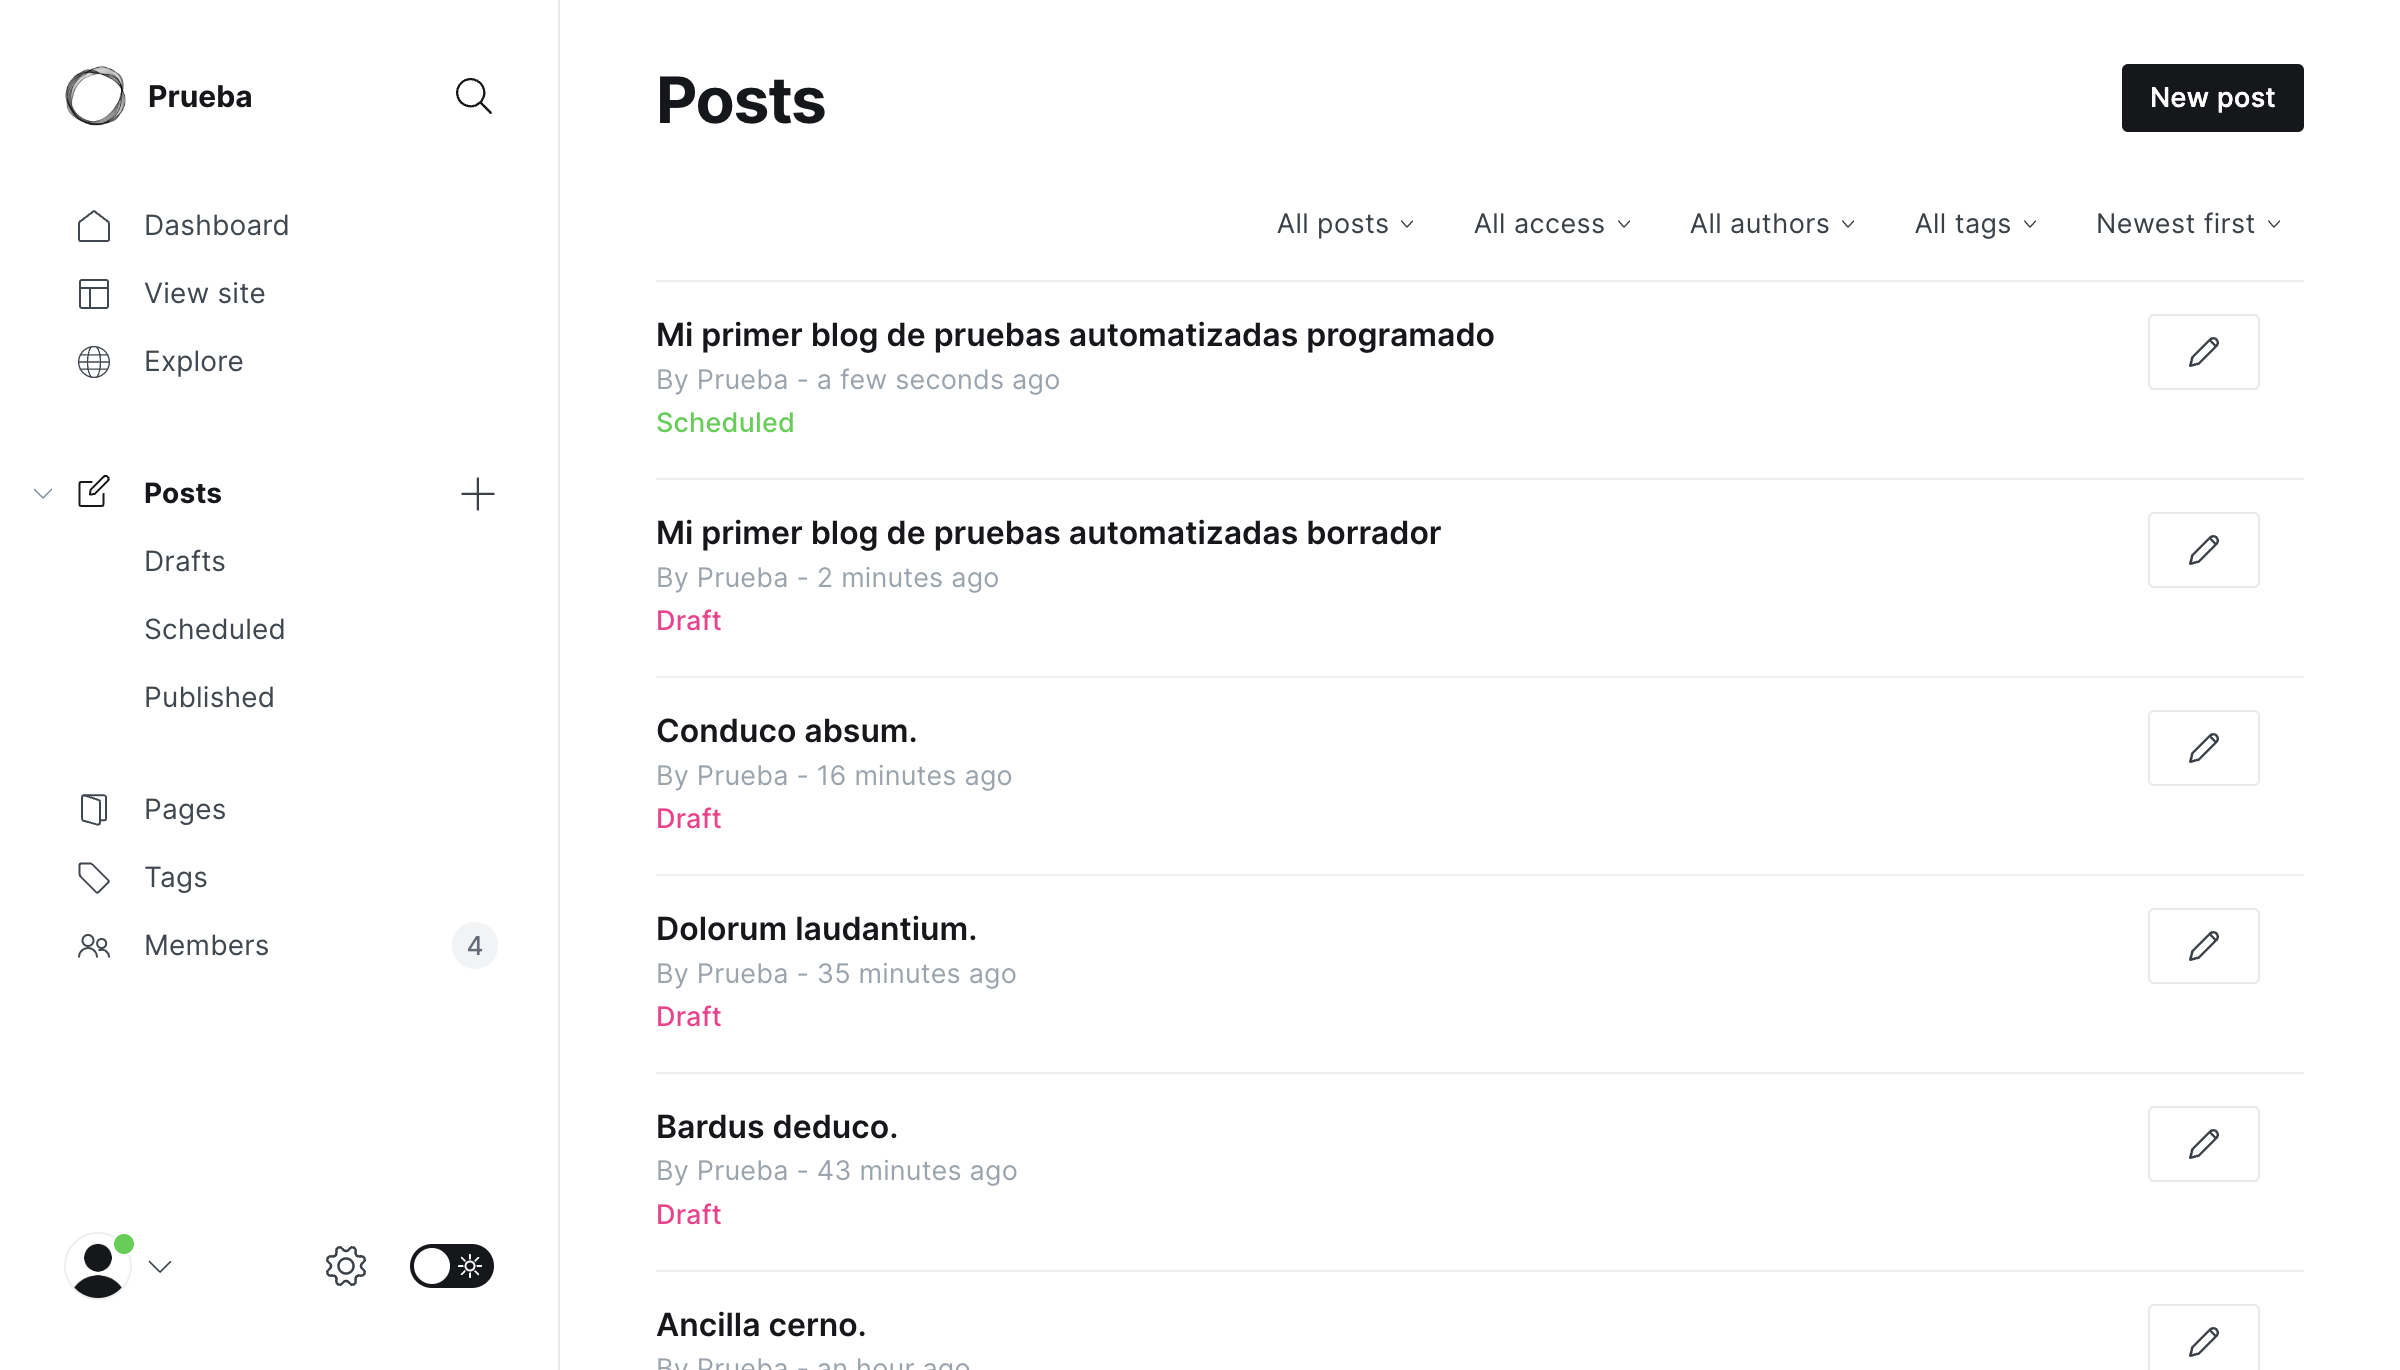 Prueba
Dashboard
View site
Explore
Posts
Drafts
Scheduled
Published
Pages
Tags
Members 4
Posts
New post
All posts All access All authors All tags Newest first
Mi primer blog de pruebas automatizadas programado
By Prueba - a few seconds ago
Scheduled
Mi primer blog de pruebas automatizadas borrador
By Prueba - 2 minutes ago
Draft
Conduco absum.
By Prueba - 16 minutes ago
Draft
Dolorum laudantium.
By Prueba - 35 minutes ago
Draft
Bardus deduco.
By Prueba - 43 minutes ago
Draft
Ancilla cerno.
By Prueba - an hour ago